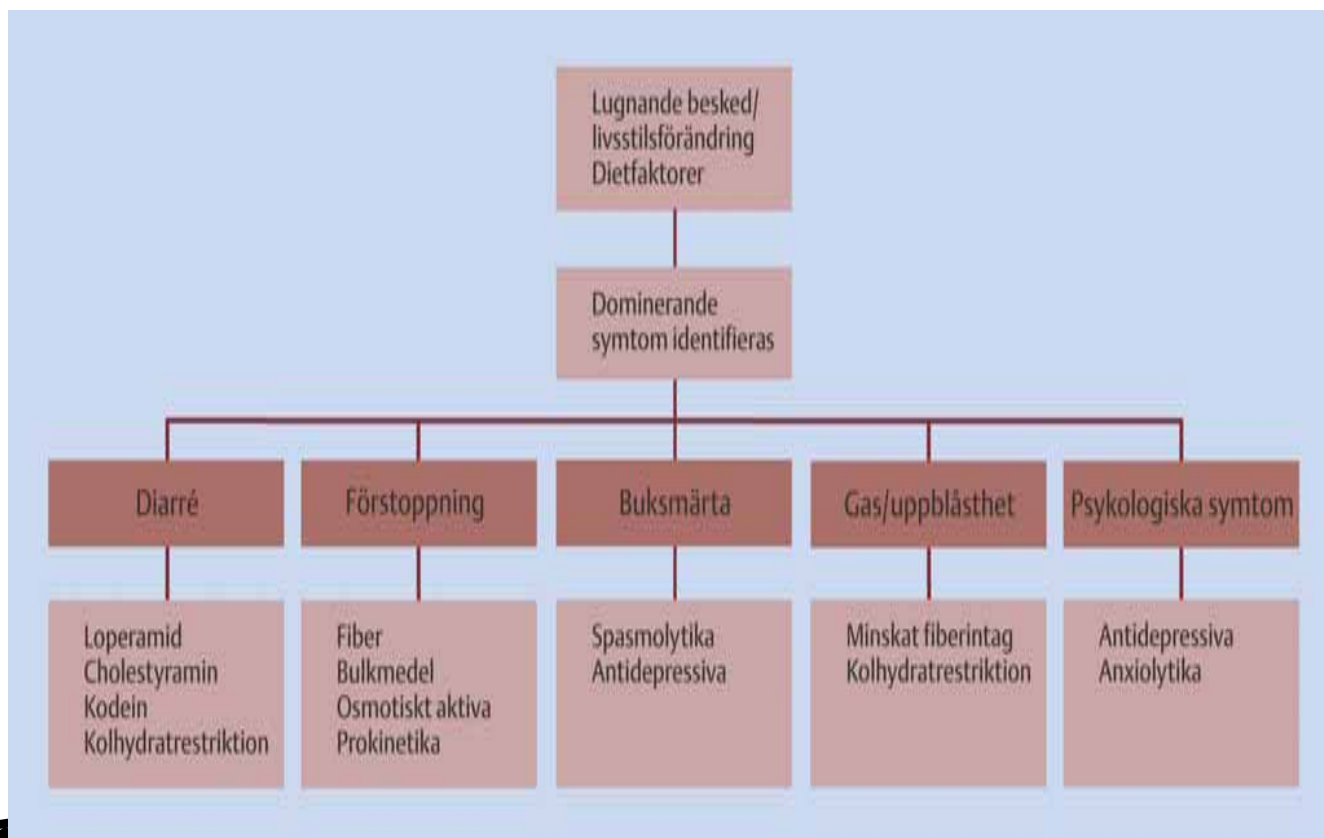 Lugnande besked/
livsstilsförändring
Dietfaktorer
Dominerande
symtom identifieras
Diarré
Förstoppning
Buksmärta
Gas/uppblåsthet
Psykologiska symtom
Loperamid
Cholestyramin
Kodein
Kolhydratrestriktion
Fiber
Bulkmedel
Osmotiskt aktiva
Prokinetika
Spasmolytika
Antidepressiva
Minskat fiberintag
Kolhydratrestriktion
Antidepressiva
Anxiolytika